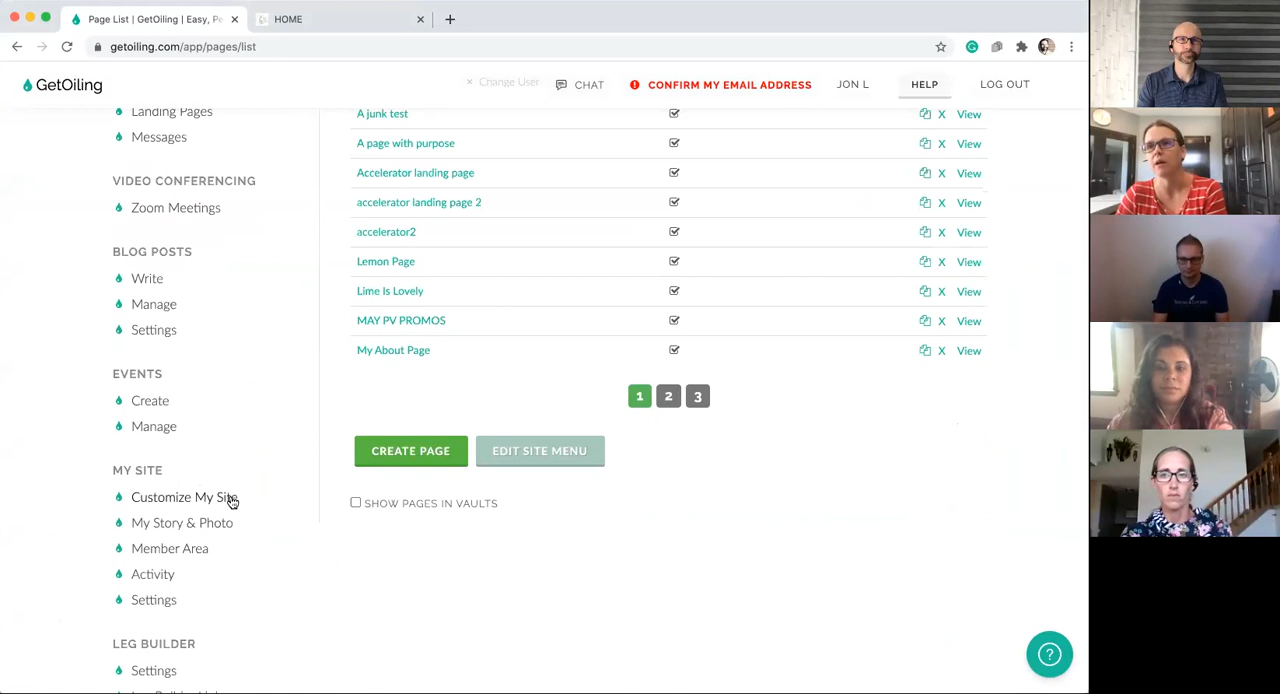 Page List | GetOiling | Easy, Pe
HOME
getoiling.com/app/pages/list
GetOiling
× Change User
CHAT
CONFIRM MY EMAIL ADDRESS
JON L
HELP
LOG OUT
Landing Pages
Messages
VIDEO CONFERENCING
Zoom Meetings
BLOG POSTS
Write
Manage
Settings
EVENTS
Create
Manage
MY SITE
Customize My Site
My Story & Photo
Member Area
Activity
Settings
LEG BUILDER
Settings
A junk test X View
A page with purpose X View
Accelerator landing page X View
accelerator landing page 2 X View
accelerator2 X View
Lemon Page X View
Lime Is Lovely X View
MAY PV PROMOS X View
My About Page X View
1 2 3
CREATE PAGE
EDIT SITE MENU
SHOW PAGES IN VAULTS
?